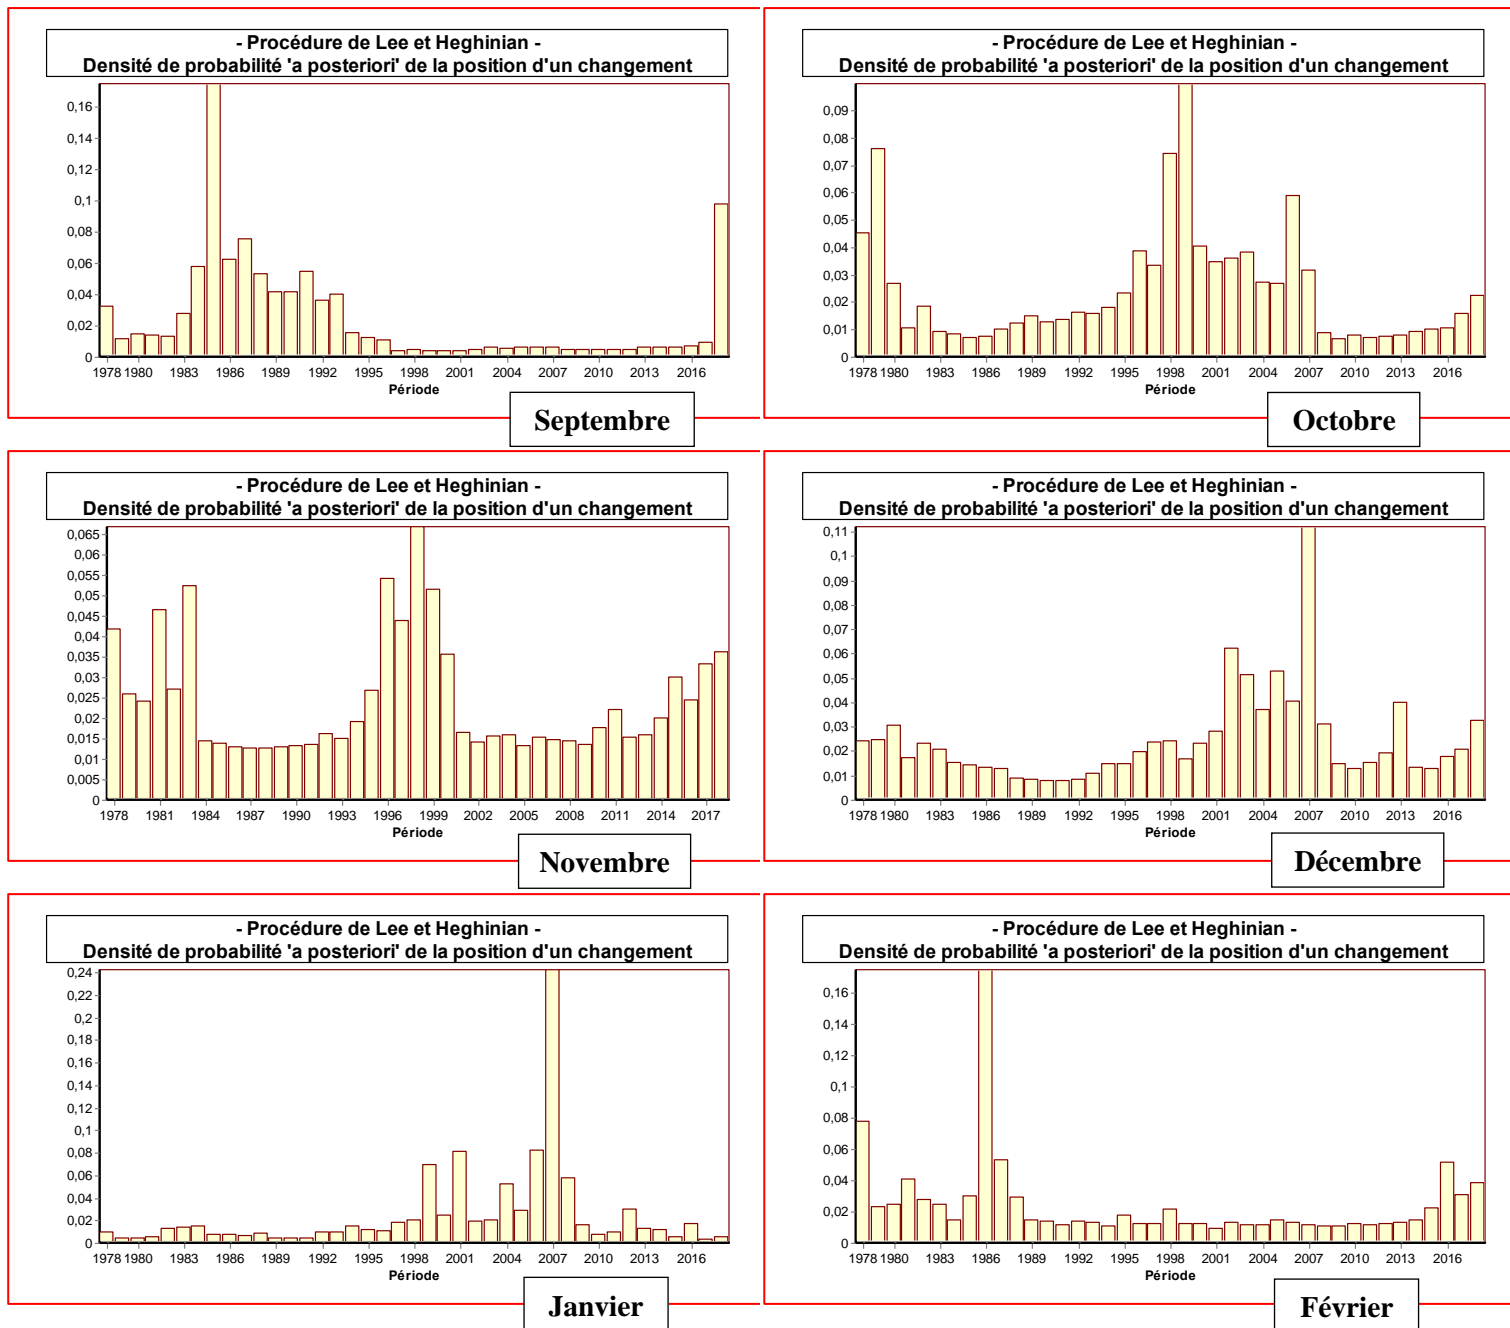 - Procédure de Lee et Heghinian -
Densité de probabilité 'a posteriori' de la position d'un changement
0,16
0,14
0,12
0,1
0,08
0,06
0,04
0,02
0
1978 1980 1983 1986 1989 1992 1995 1998 2001 2004 2007 2010 2013 2016
Période
Septembre
- Procédure de Lee et Heghinian -
Densité de probabilité 'a posteriori' de la position d'un changement
0,09
0,08
0,07
0,06
0,05
0,04
0,03
0,02
0,01
0
1978 1980 1983 1986 1989 1992 1995 1998 2001 2004 2007 2010 2013 2016
Période
Octobre
- Procédure de Lee et Heghinian -
Densité de probabilité 'a posteriori' de la position d'un changement
0,065
0,06
0,055
0,05
0,045
0,04
0,035
0,03
0,025
0,02
0,015
0,01
0,005
0
1978 1981 1984 1987 1990 1993 1996 1999 2002 2005 2008 2011 2014 2017
Période
Novembre
- Procédure de Lee et Heghinian -
Densité de probabilité 'a posteriori' de la position d'un changement
0,11
0,1
0,09
0,08
0,07
0,06
0,05
0,04
0,03
0,02
0,01
0
1978 1980 1983 1986 1989 1992 1995 1998 2001 2004 2007 2010 2013 2016
Période
Décembre
- Procédure de Lee et Heghinian -
Densité de probabilité 'a posteriori' de la position d'un changement
0,24
0,22
0,2
0,18
0,16
0,14
0,12
0,1
0,08
0,06
0,04
0,02
0
1978 1980 1983 1986 1989 1992 1995 1998 2001 2004 2007 2010 2013 2016
Période
Janvier
- Procédure de Lee et Heghinian -
Densité de probabilité 'a posteriori' de la position d'un changement
0,16
0,14
0,12
0,1
0,08
0,06
0,04
0,02
0
1978 1980 1983 1986 1989 1992 1995 1998 2001 2004 2007 2010 2013 2016
Période
Février